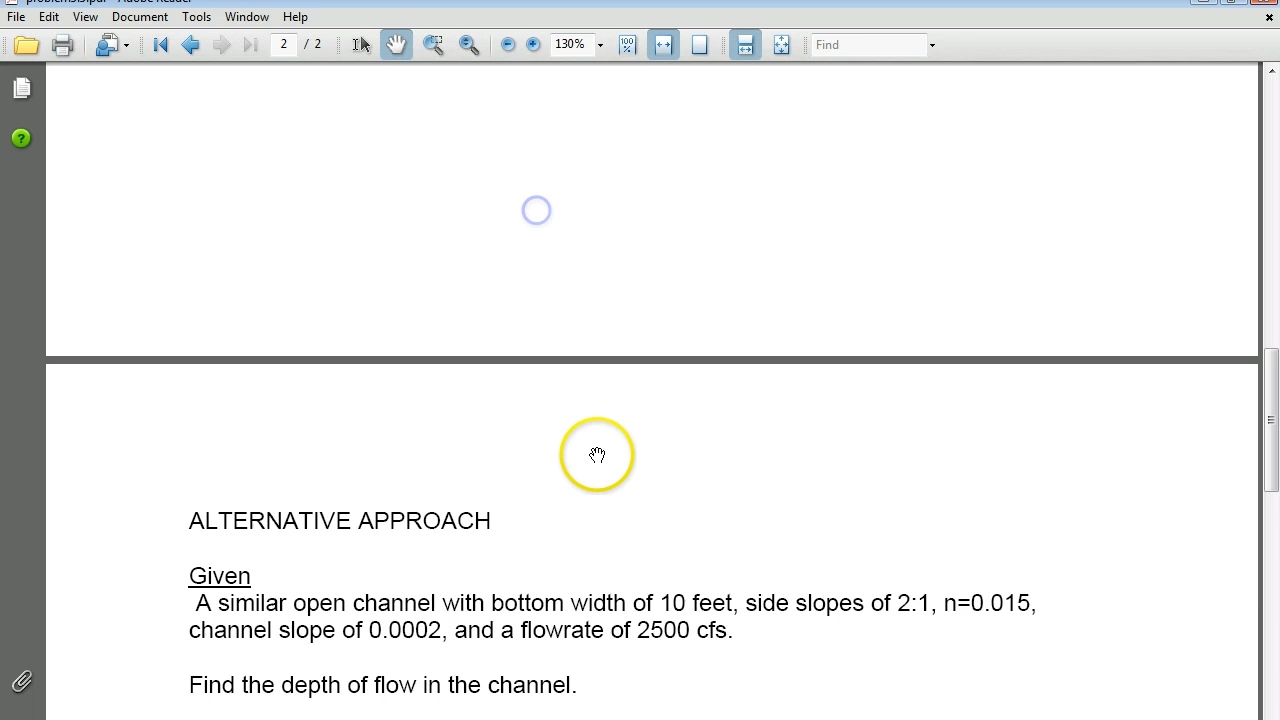 File Edit View Document Tools Window Help
2 / 2 130% 100% Find
ALTERNATIVE APPROACH
Given
A similar open channel with bottom width of 10 feet, side slopes of 2:1, n=0.015,
channel slope of 0.0002, and a flowrate of 2500 cfs.
Find the depth of flow in the channel.